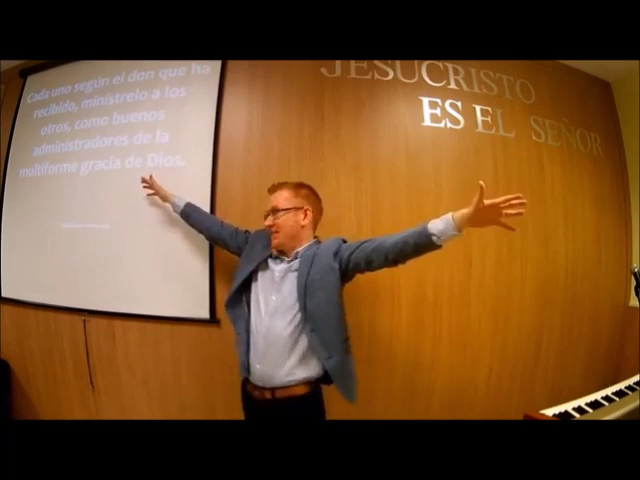 Cada uno según el don que ha
recibido, minístrelo a los
otros, como buenos
administradores de la
multiforme gracia de Dios.
JESUCRISTO
ES EL SEÑOR